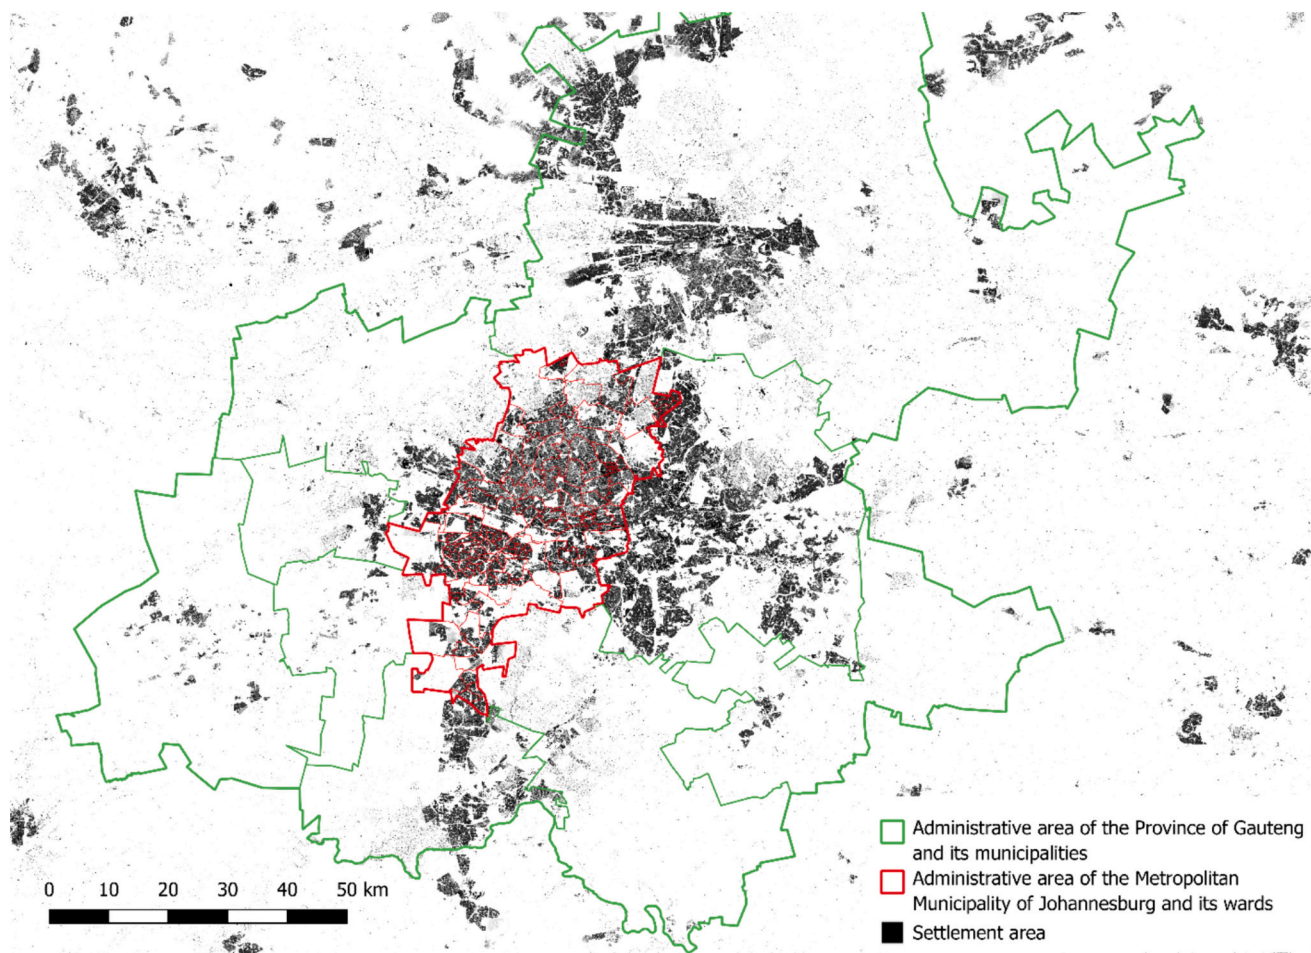 Administrative area of the Province of Gauteng
and its municipalities
Administrative area of the Metropolitan
Municipality of Johannesburg and its wards
Settlement area
0 10 20 30 40 50 km